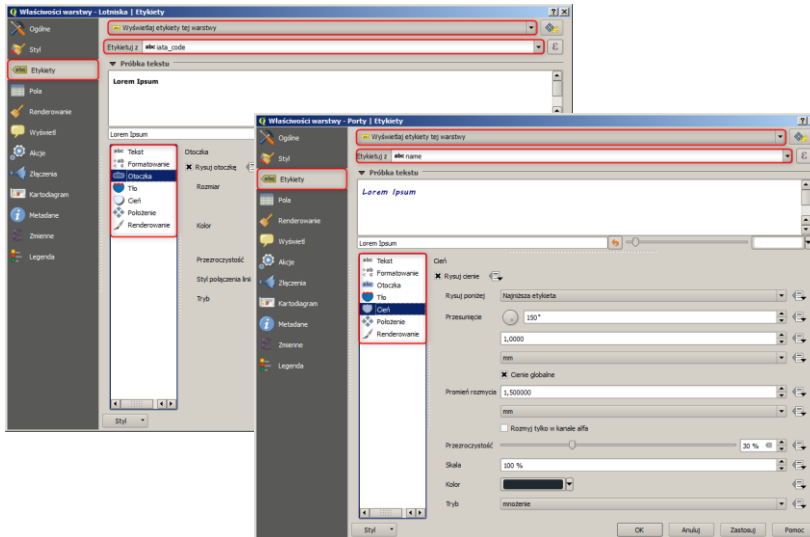 Właściwości warstwy - Lotniska | Etykiety
Ogólne
Styl
Etykiety
Pola
Renderowanie
Wyświetl
Akcje
Złączenia
Kartodiagram
Metadane
Zmienne
Legenda
Wyświetlaj etykiety tej warstwy
Etykietuj z abc iata_code
Próbka tekstu
Lorem Ipsum
Lorem Ipsum
Tekst
Formatowanie
Otoczka
Tło
Cień
Położenie
Renderowanie
Otoczka
Rysuj otoczkę
Rozmiar
Kolor
Przezroczystość
Styl połączenia linii
Tryb
Styl
Właściwości warstwy - Porty | Etykiety
Ogólne
Styl
Etykiety
Pola
Renderowanie
Wyświetl
Akcje
Złączenia
Kartodiagram
Metadane
Zmienne
Legenda
Wyświetlaj etykiety tej warstwy
Etykietuj z abc name
Próbka tekstu
Lorem Ipsum
Lorem Ipsum
Tekst
Formatowanie
Otoczka
Tło
Cień
Położenie
Renderowanie
Cień
Rysuj cienie
Rysuj poniżej Najniższa etykieta
Przesunięcie 150°
1,0000
mm
Cienie globalne
Promień rozmycia 1,500000
mm
Rozmyj tylko w kanale alfa
Przezroczystość 30 %
Skala 100 %
Kolor
Tryb mnożenie
Styl
OK Anuluj Zastosuj Pomoc